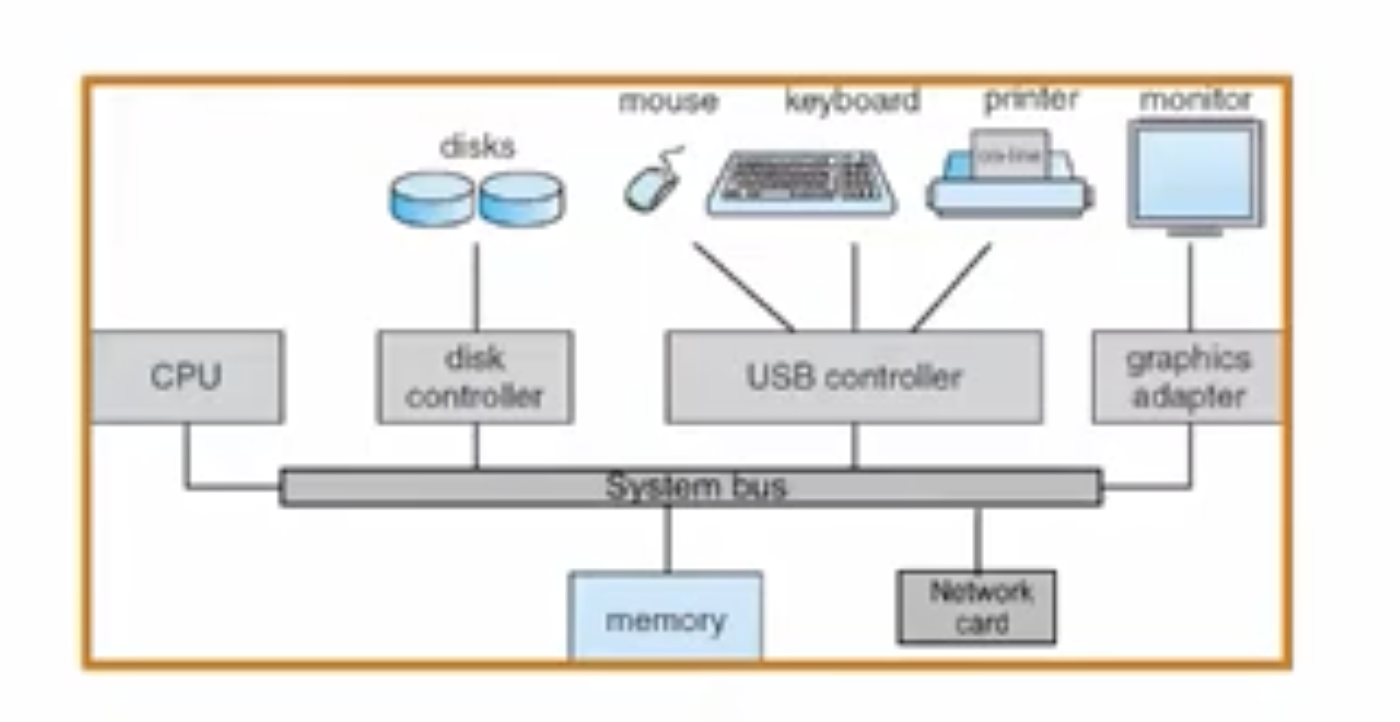 mouse
keyboard
printer
monitor
disks
on-line
CPU
disk
controller
USB controller
graphics
adapter
System bus
memory
Network
card